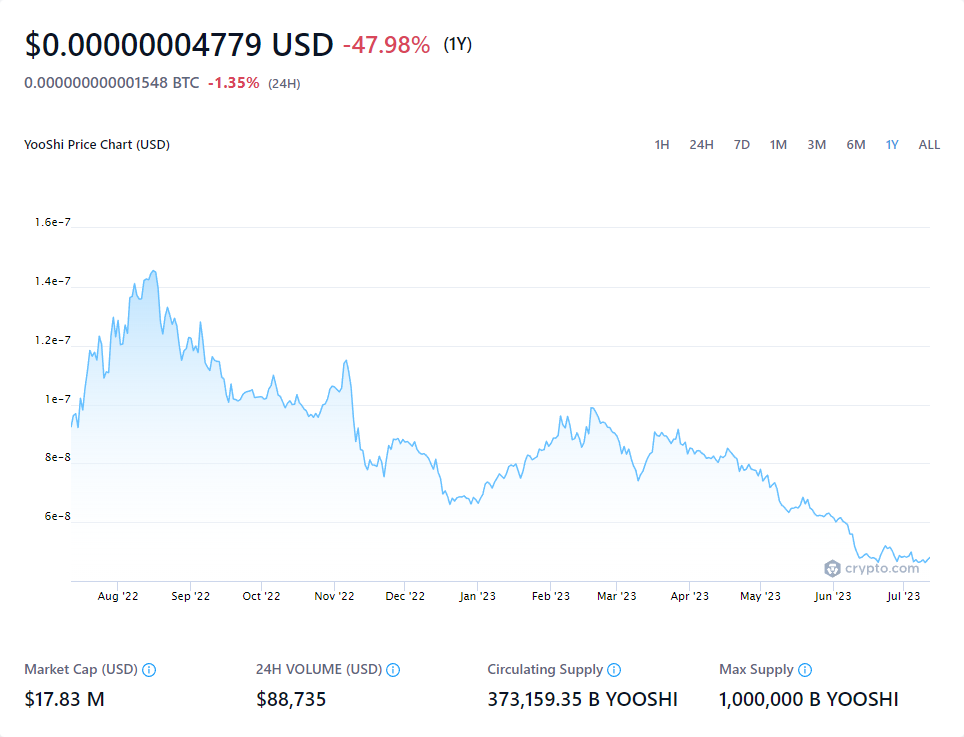 $0.00000004779 USD -47.98% (1Y)
0.000000000001548 BTC -1.35% (24H)
YooShi Price Chart (USD) 1H 24H 7D 1M 3M 6M 1Y ALL
1.6e-7
1.4e-7
1.2e-7
1e-7
8e-8
6e-8
crypto.com
Aug '22 Sep '22 Oct '22 Nov '22 Dec '22 Jan '23 Feb '23 Mar '23 Apr '23 May '23 Jun '23 Jul '23
Market Cap (USD) 24H VOLUME (USD) Circulating Supply Max Supply
$17.83 M $88,735 373,159.35 B YOOSHI 1,000,000 B YOOSHI